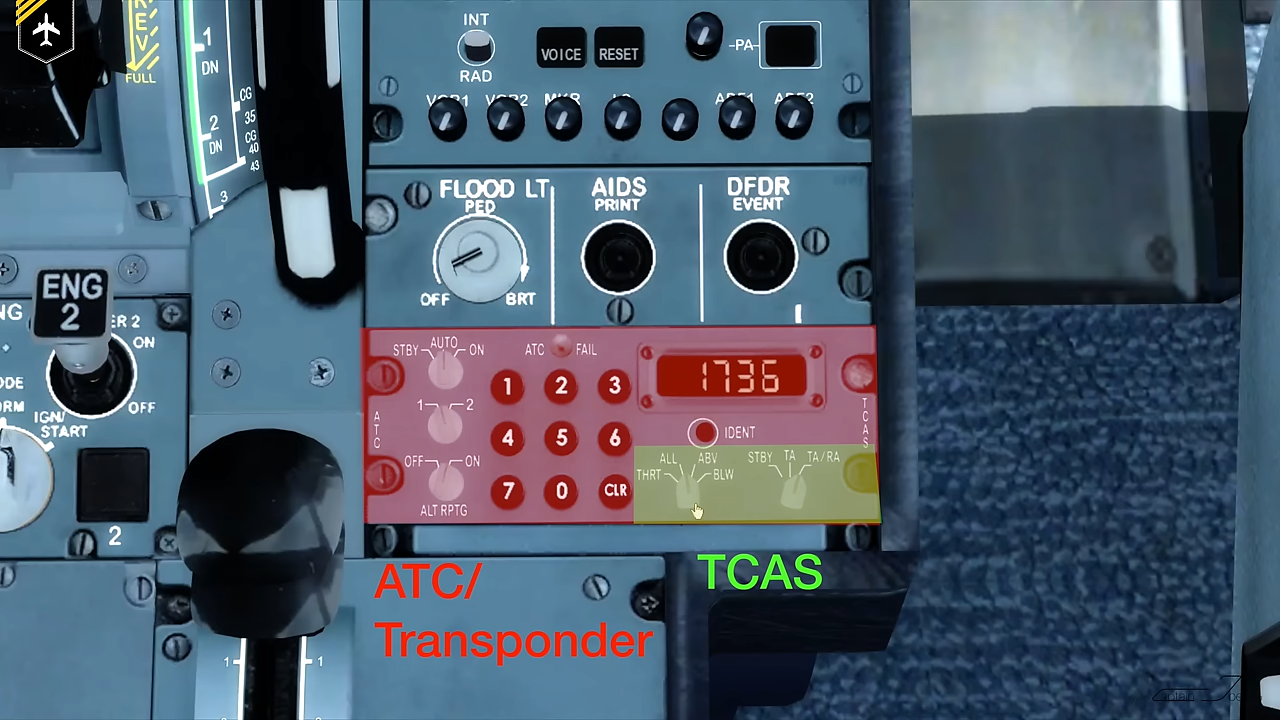 REV
FULL
1
DN
2
DN
3
CG
35
CG
40
43
INT
RAD
VOICE
RESET
PA
VOR1
VOR2
MKR
FLOOD LT
PED
OFF
BRT
AIDS
PRINT
DFDR
EVENT
ENG
2
ER 2
ON
OFF
IGN/
START
2
STBY AUTO ON
ATC FAIL
1 2
OFF ON
ALT RPTG
ATC
1 2 3
4 5 6
7 0 CLR
1736
IDENT
TCAS
THRT ALL ABV BLW
STBY TA TA/RA
ATC/
Transponder
TCAS
1
1